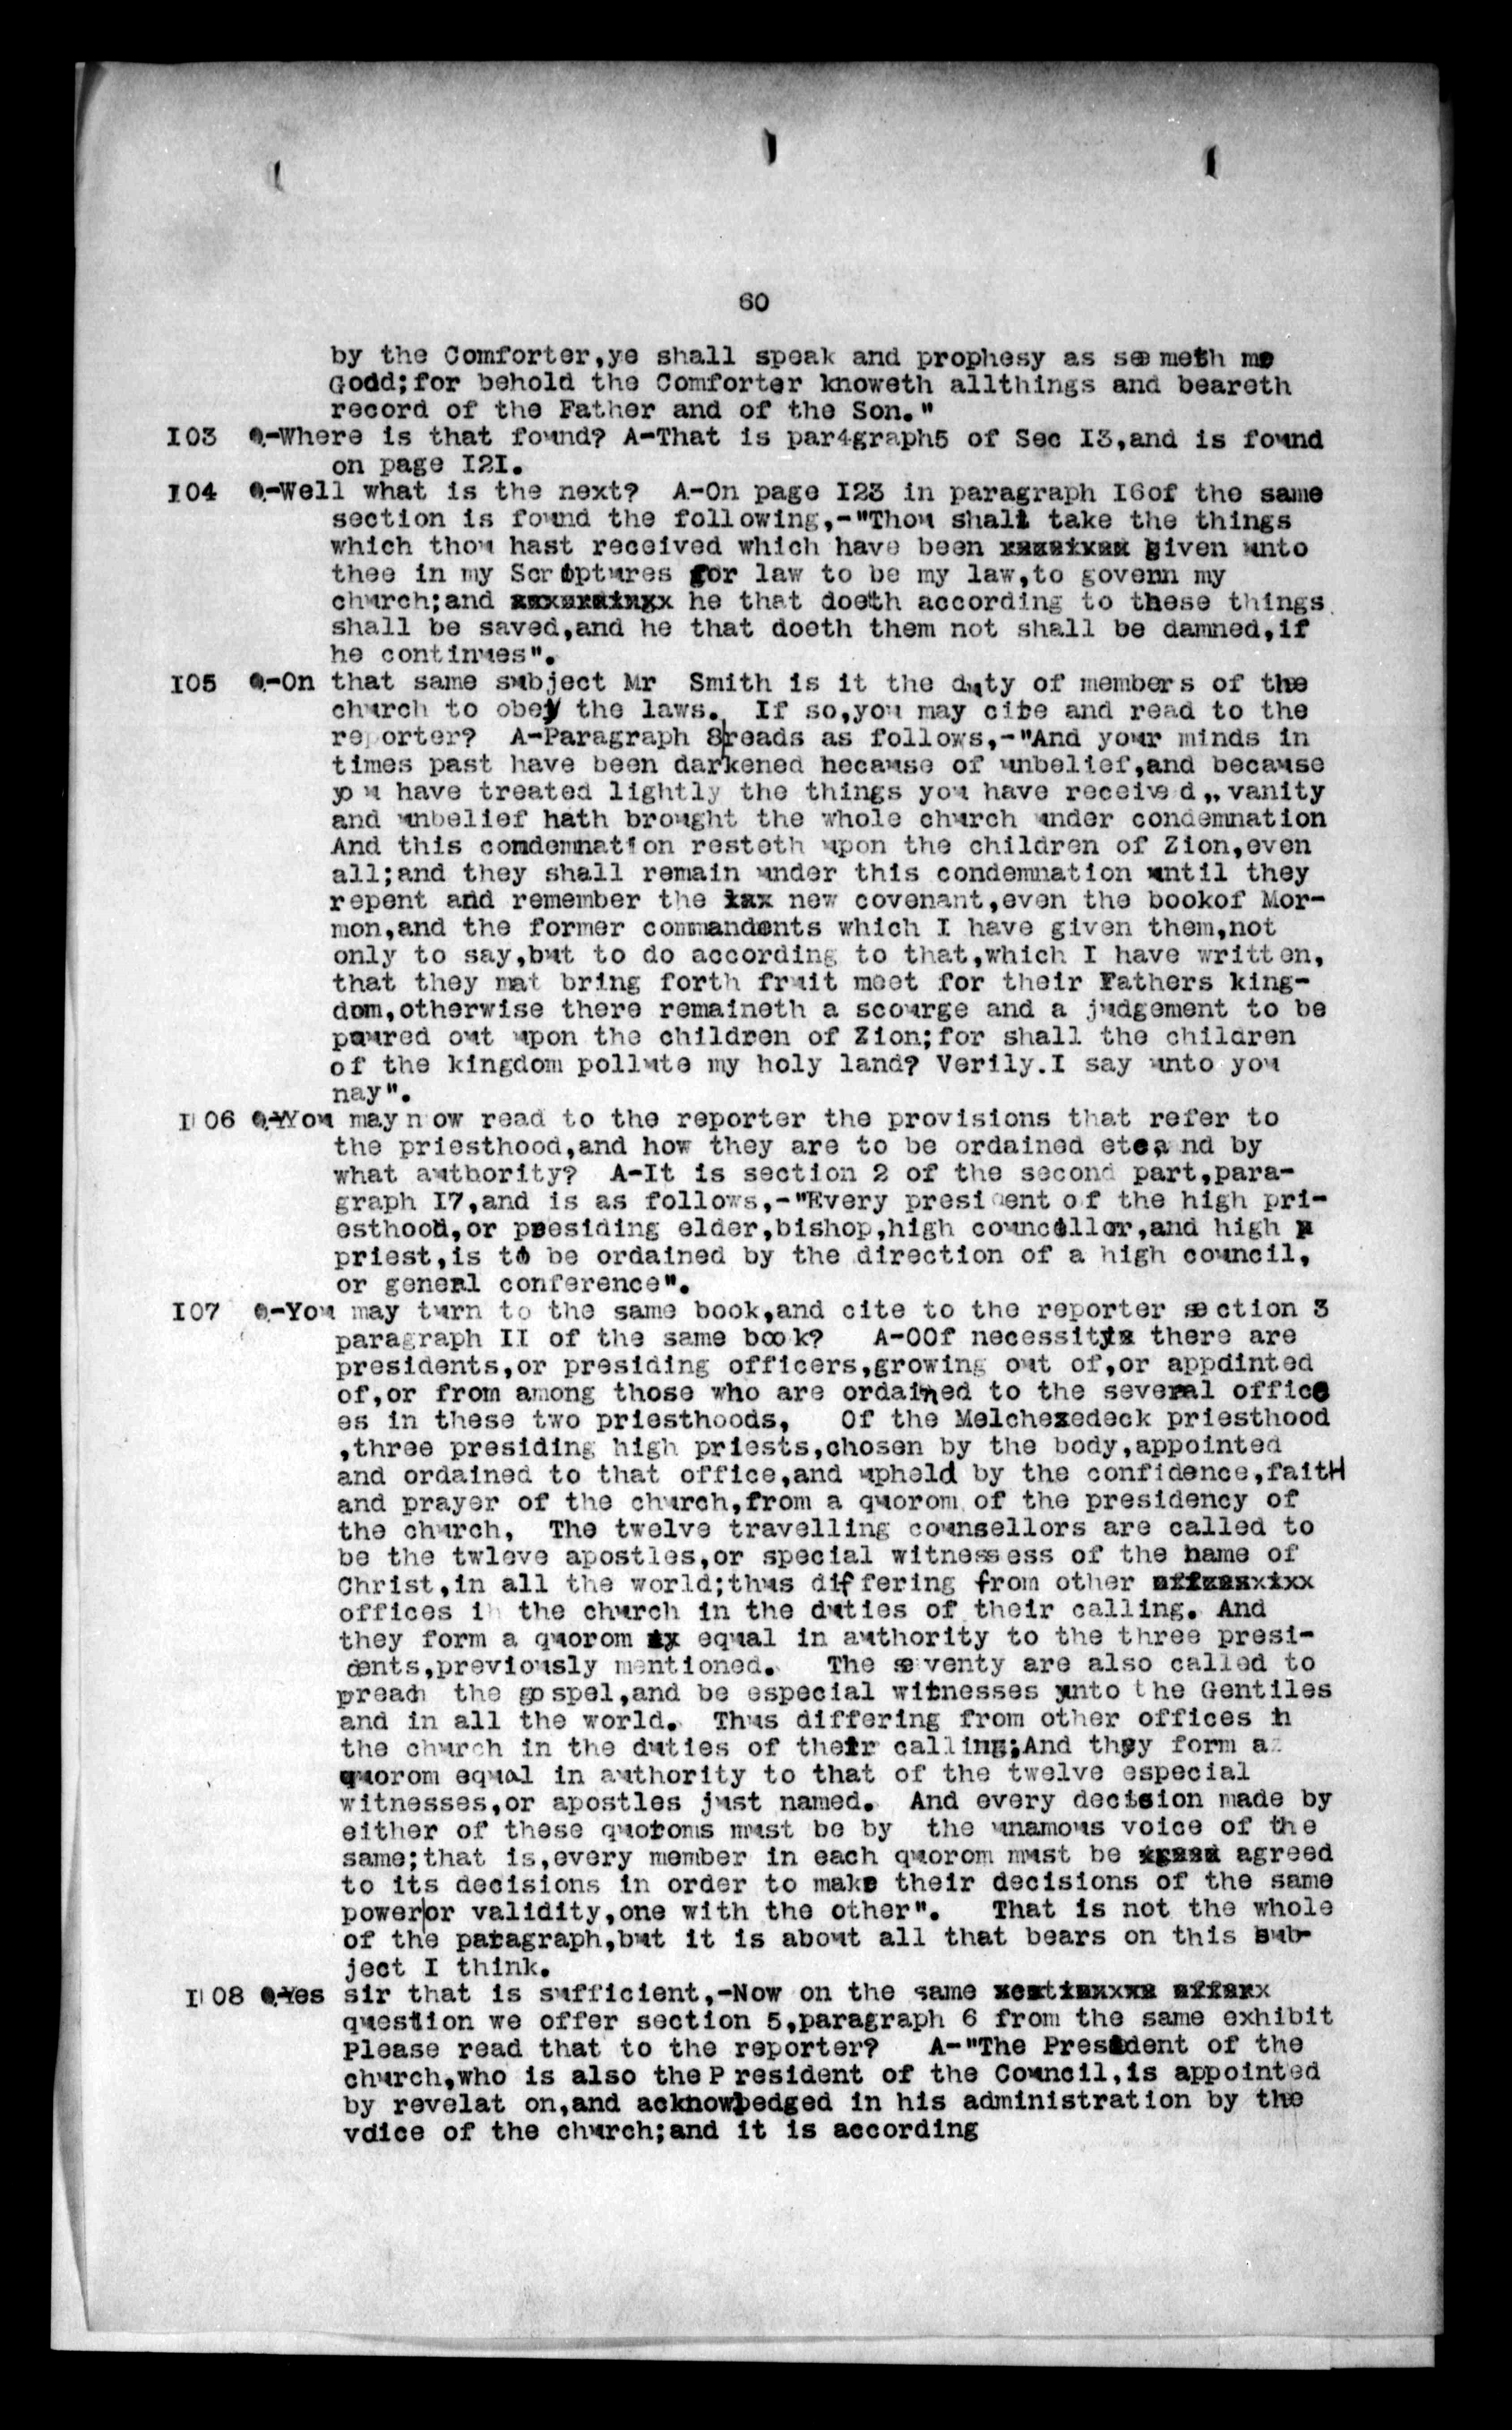 60
by the Comforter,ye shall speak and prophesy as seemeth me
Godd;for behold the Comforter knoweth allthings and beareth
record of the Father and of the Son."
I03 Q-Where is that found? A-That is par4graph5 of Sec I3,and is found
on page I2I.
I04 Q-Well what is the next? A-On page I23 in paragraph I6of the same
section is found the following,-"Thou shalt take the things
which thou hast received which have been given unto
thee in my Scriptures for law to be my law,to govenn my
church;and he that doeth according to these things
shall be saved,and he that doeth them not shall be damned,if
he continues".
I05 Q-On that same subject Mr Smith is it the duty of members of the
church to obey the laws. If so,you may cite and read to the
reporter? A-Paragraph 8|reads as follows,-"And your minds in
times past have been darkened hecause of unbelief,and because
you have treated lightly the things you have received,, vanity
and unbelief hath brought the whole church under condemnation
And this condemnation resteth upon the children of Zion,even
all;and they shall remain under this condemnation until they
repent and remember the new covenant,even the bookof Mor-
mon,and the former commandents which I have given them,not
only to say,but to do according to that,which I have written,
that they mat bring forth fruit meet for their Fathers king-
dom,otherwise there remaineth a scourge and a judgement to be
poured out upon the children of Zion;for shall the children
of the kingdom pollute my holy land? Verily.I say unto you
nay".
I06 Q-YYou may now read to the reporter the provisions that refer to
the priesthood,and how they are to be ordained etc,and by
what authority? A-It is section 2 of the second part,para-
graph I7,and is as follows,-"Every president of the high pri-
esthood,or presiding elder,bishop,high councillor,and high
priest,is to be ordained by the direction of a high council,
or general conference".
I07 Q-You may turn to the same book,and cite to the reporter section 3
paragraph II of the same book? A-OOf necessity there are
presidents,or presiding officers,growing out of,or appointed
of,or from among those who are ordained to the several office
es in these two priesthoods, Of the Melchezedeck priesthood
,three presiding high priests,chosen by the body,appointed
and ordained to that office,and upheld by the confidence,faitH
and prayer of the church,from a quorom of the presidency of
the church, The twelve travelling counsellors are called to
be the twleve apostles,or special witnessess of the name of
Christ,in all the world;thus differing from other
offices in the church in the duties of their calling. And
they form a quorom equal in authority to the three presi-
dents,previously mentioned. The seventy are also called to
preach the gospel,and be especial witnesses unto the Gentiles
and in all the world. Thus differing from other offices in
the church in the duties of their calling;And they form a
quorom equal in authority to that of the twelve especial
witnesses,or apostles just named. And every decision made by
either of these quoroms must be by the unamous voice of the
same;that is,every member in each quorom must be agreed
to its decisions in order to make their decisions of the same
power|or validity,one with the other". That is not the whole
of the paragraph,but it is about all that bears on this sub-
ject I think.
I08 Q-Yes sir that is sufficient,-Now on the same
question we offer section 5,paragraph 6 from the same exhibit
Please read that to the reporter? A-"The President of the
church,who is also the President of the Council,is appointed
by revelat on,and acknowledged in his administration by the
voice of the church;and it is according